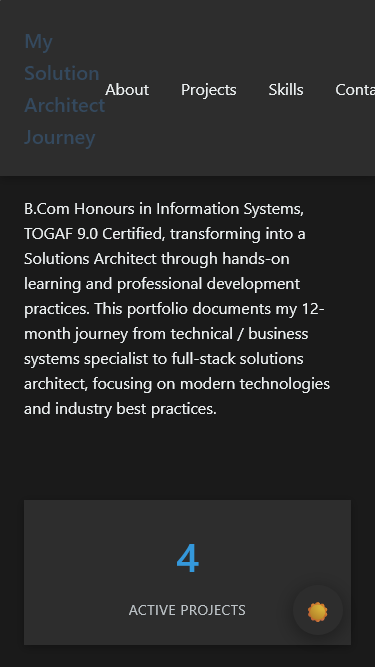 My
Solution
Architect
Journey
About Projects Skills Conta
B.Com Honours in Information Systems,
TOGAF 9.0 Certified, transforming into a
Solutions Architect through hands-on
learning and professional development
practices. This portfolio documents my 12-
month journey from technical / business
systems specialist to full-stack solutions
architect, focusing on modern technologies
and industry best practices.
4
ACTIVE PROJECTS